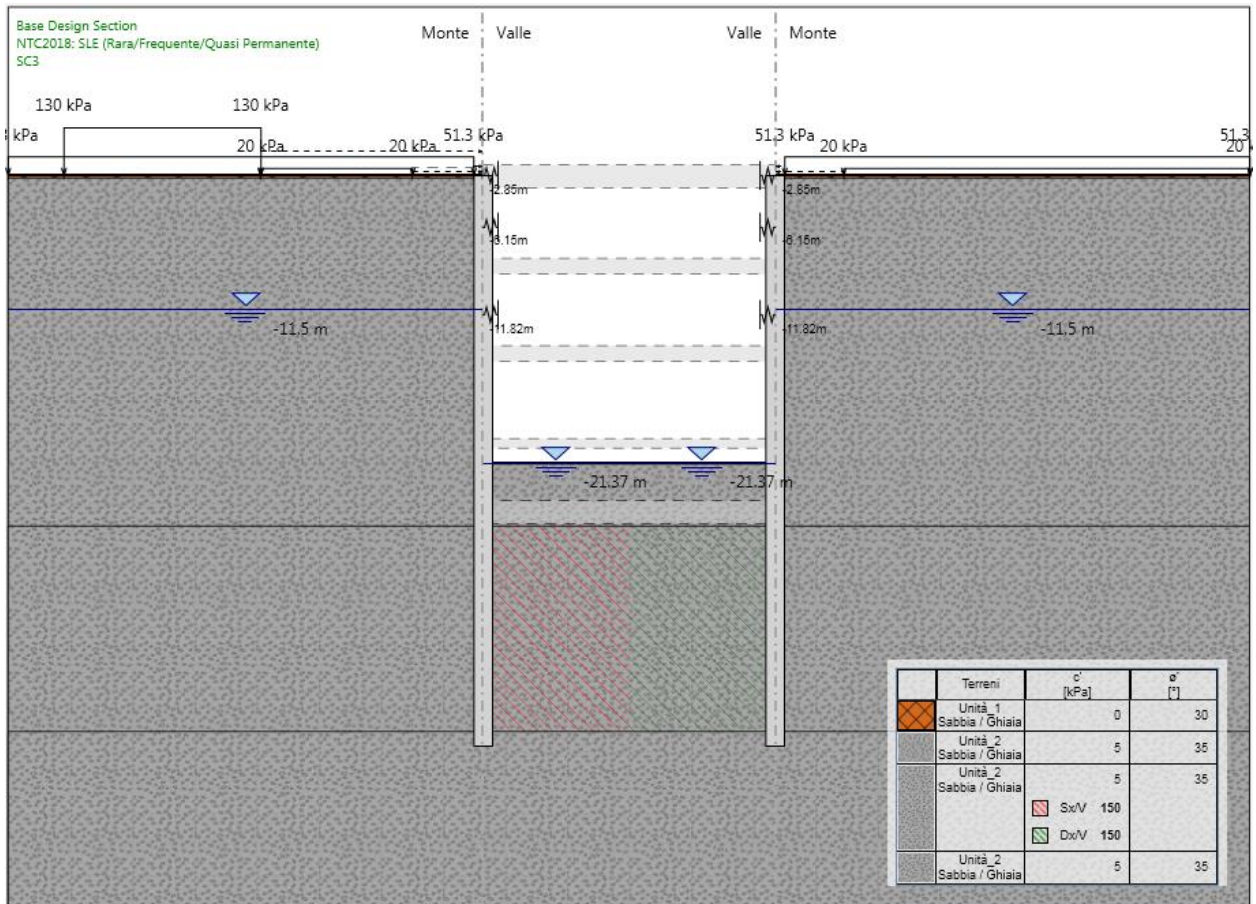 Base Design Section
NTC2018: SLE (Rara/Frequente/Quasi Permanente)
SC3
Monte
Valle
Valle
Monte
130 kPa
130 kPa
kPa
20 kPa
20 kPa
51.3 kPa
51.3 kPa
20 kPa
51.3
20
-2.85m
-2.85m
-6.15m
-6.15m
-11.5 m
-11.82m
-11.82m
-11.5 m
-21.37 m
-21.37 m
Terreni
c'
[kPa]
ø'
[°]
Unità_1
Sabbia / Ghiaia
0
30
Unità_2
Sabbia / Ghiaia
5
35
Unità_2
Sabbia / Ghiaia
5
35
Sx/V 150
Dx/V 150
Unità_2
Sabbia / Ghiaia
5
35